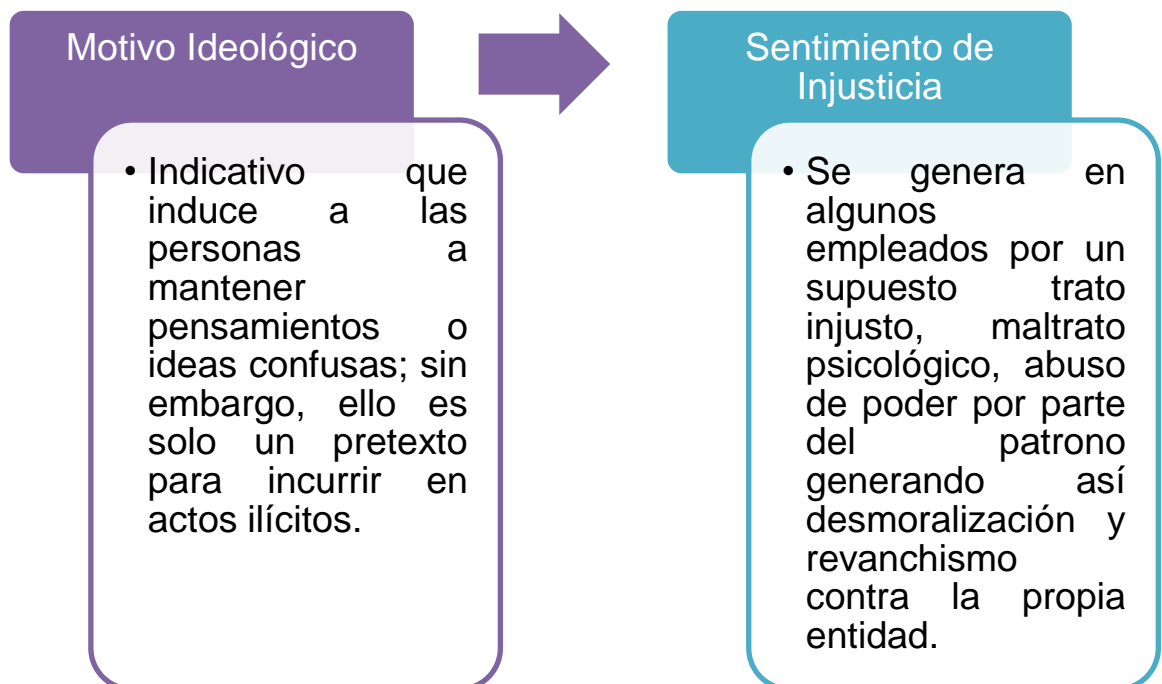 Motivo Ideológico
• Indicativo que
induce a las
personas a
mantener
pensamientos o
ideas confusas; sin
embargo, ello es
solo un pretexto
para incurrir en
actos ilícitos.
Sentimiento de
Injusticia
• Se genera en
algunos
empleados por un
supuesto trato
injusto, maltrato
psicológico, abuso
de poder por parte
del patrono
generando así
desmoralización y
revanchismo
contra la propia
entidad.